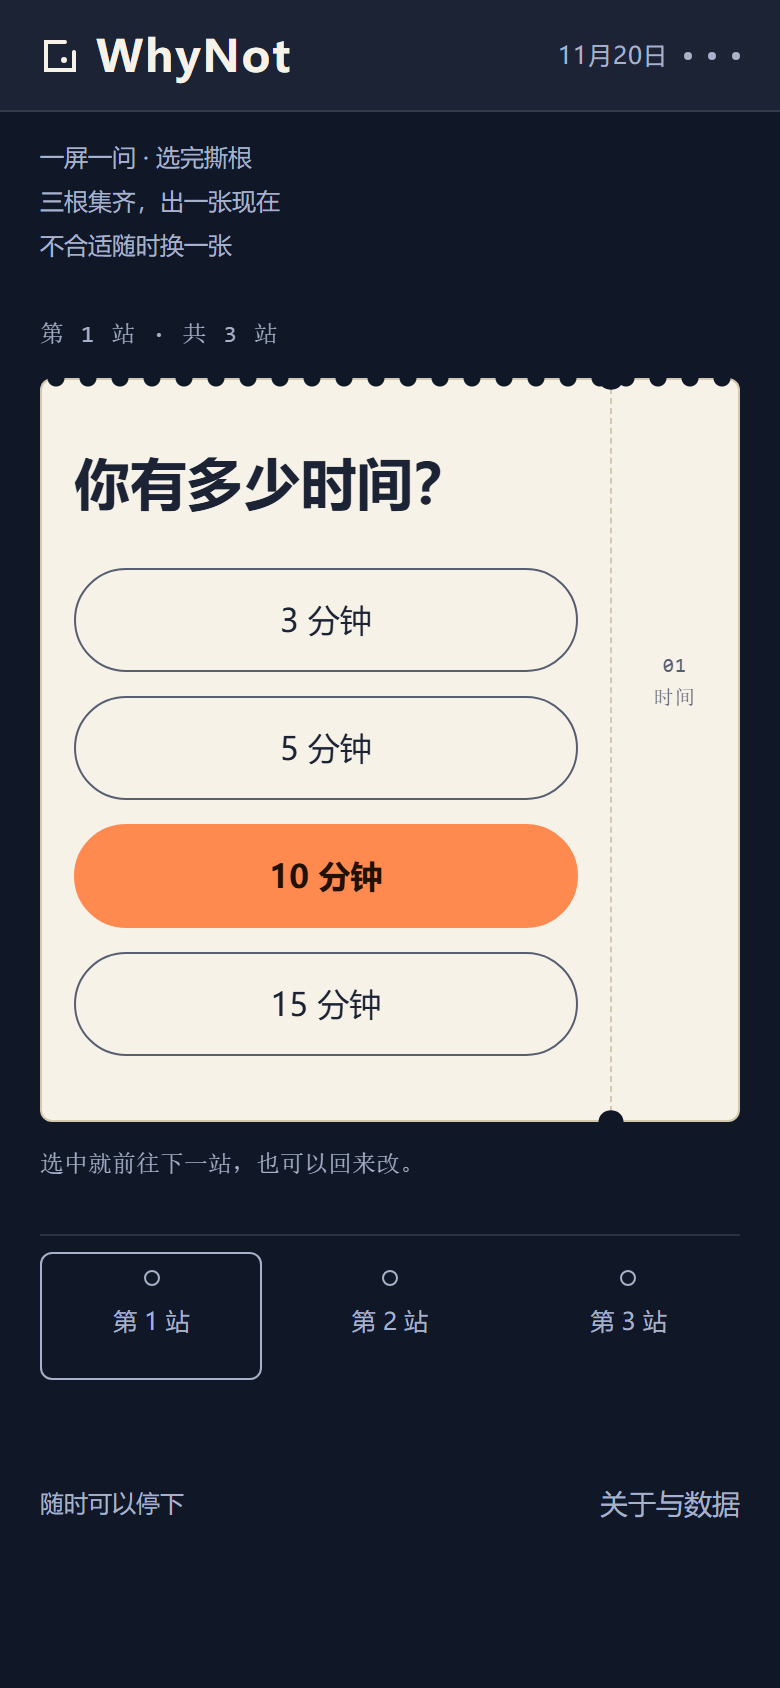 WhyNot
11月20日
一屏一问 · 选完撕根
三根集齐，出一张现在
不合适随时换一张
第 1 站 · 共 3 站
你有多少时间？
3 分钟
5 分钟
10 分钟
15 分钟
01
时间
选中就前往下一站，也可以回来改。
第 1 站
第 2 站
第 3 站
随时可以停下
关于与数据